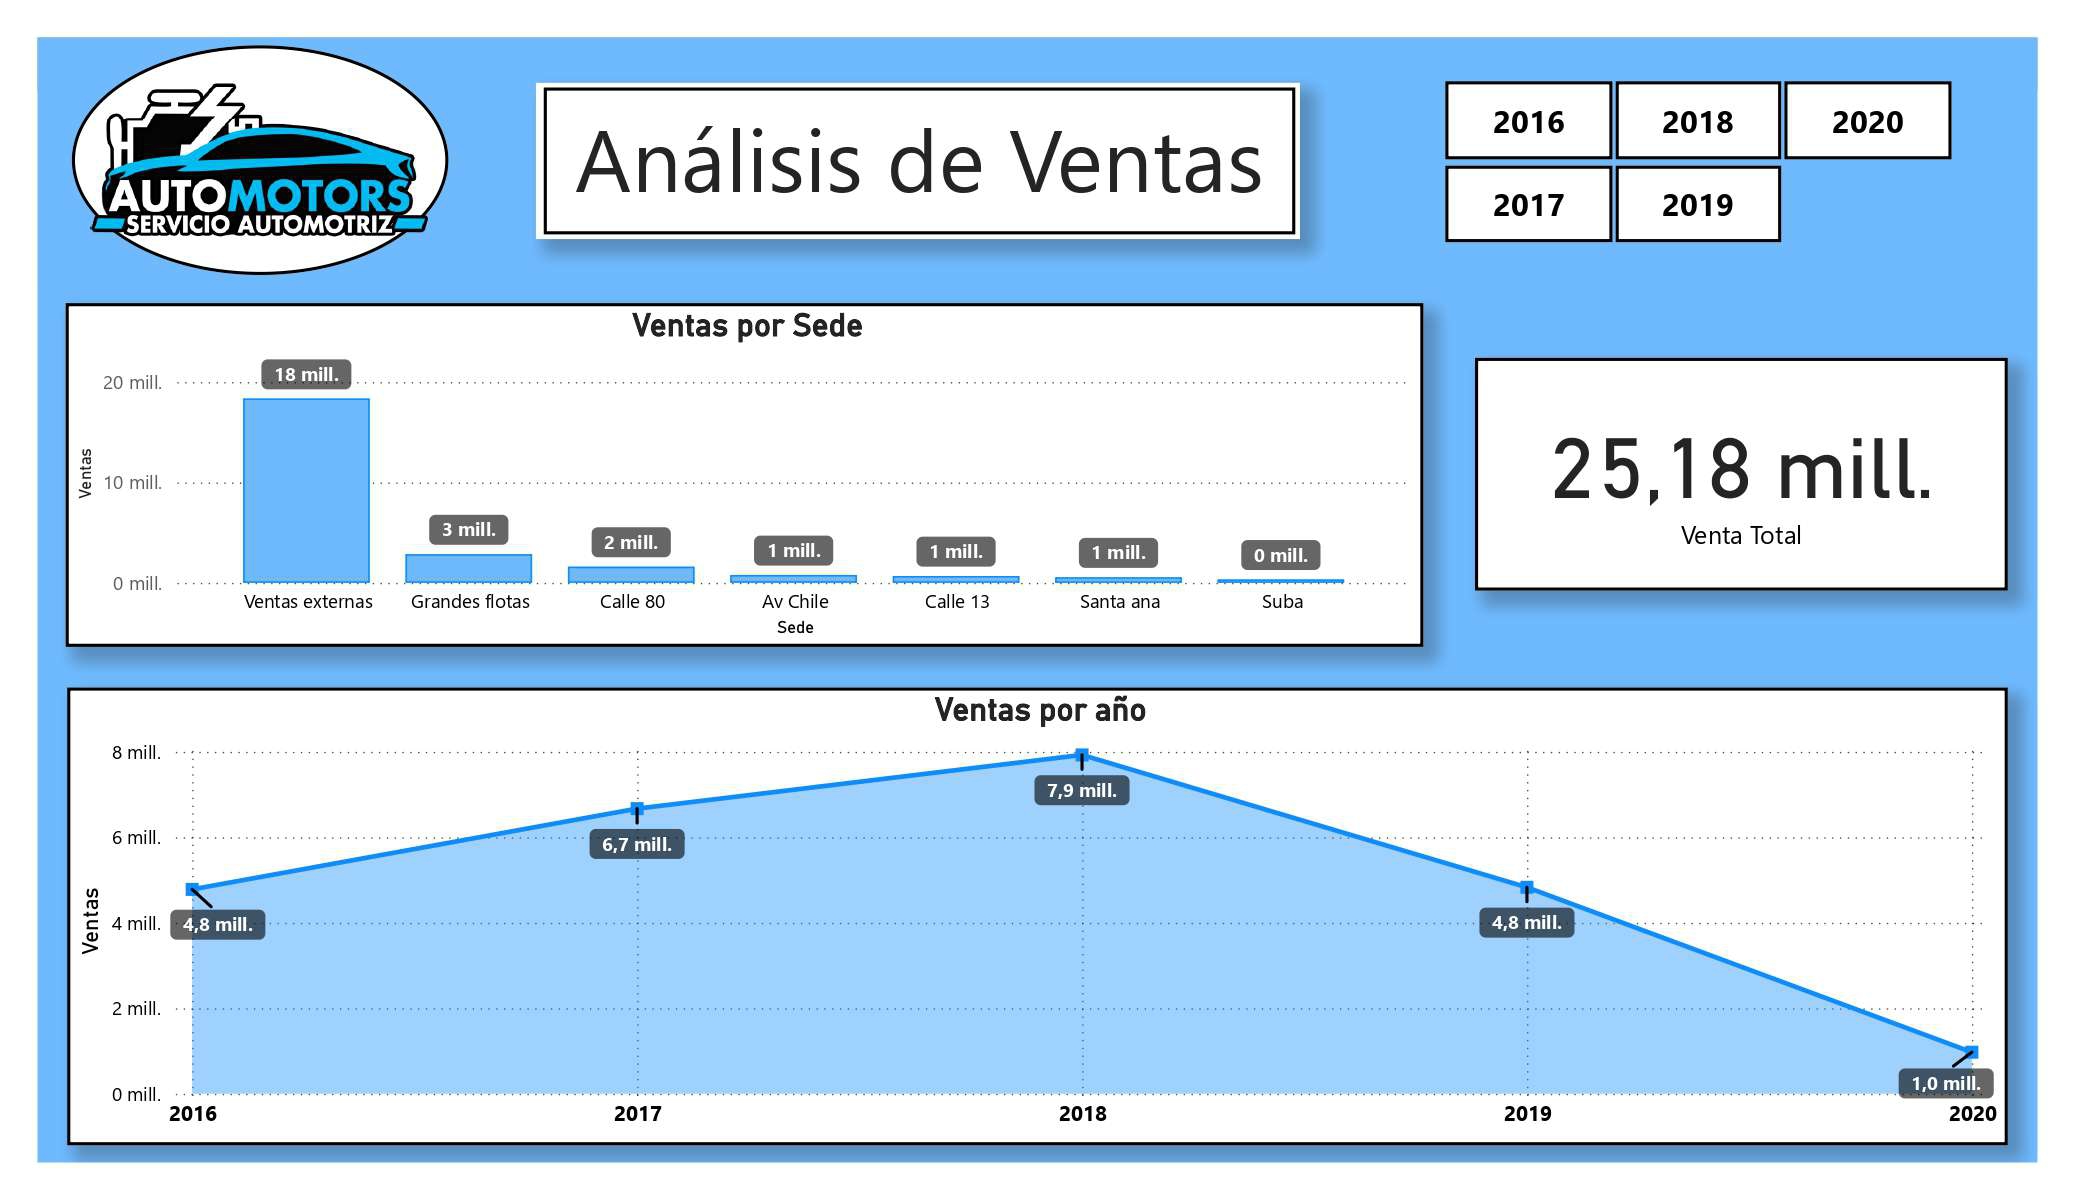 AUTOMOTORS
SERVICIO AUTOMOTRIZ
Análisis de Ventas
2016 2018 2020
2017 2019
Ventas por Sede
Ventas
20 mill.
10 mill.
0 mill.
18 mill.
3 mill.
2 mill.
1 mill.
1 mill.
1 mill.
0 mill.
Ventas externas Grandes flotas Calle 80 Av Chile Calle 13 Santa ana Suba
Sede
25,18 mill.
Venta Total
Ventas por año
Ventas
8 mill.
6 mill.
4 mill.
2 mill.
0 mill.
4,8 mill.
6,7 mill.
7,9 mill.
4,8 mill.
1,0 mill.
2016 2017 2018 2019 2020